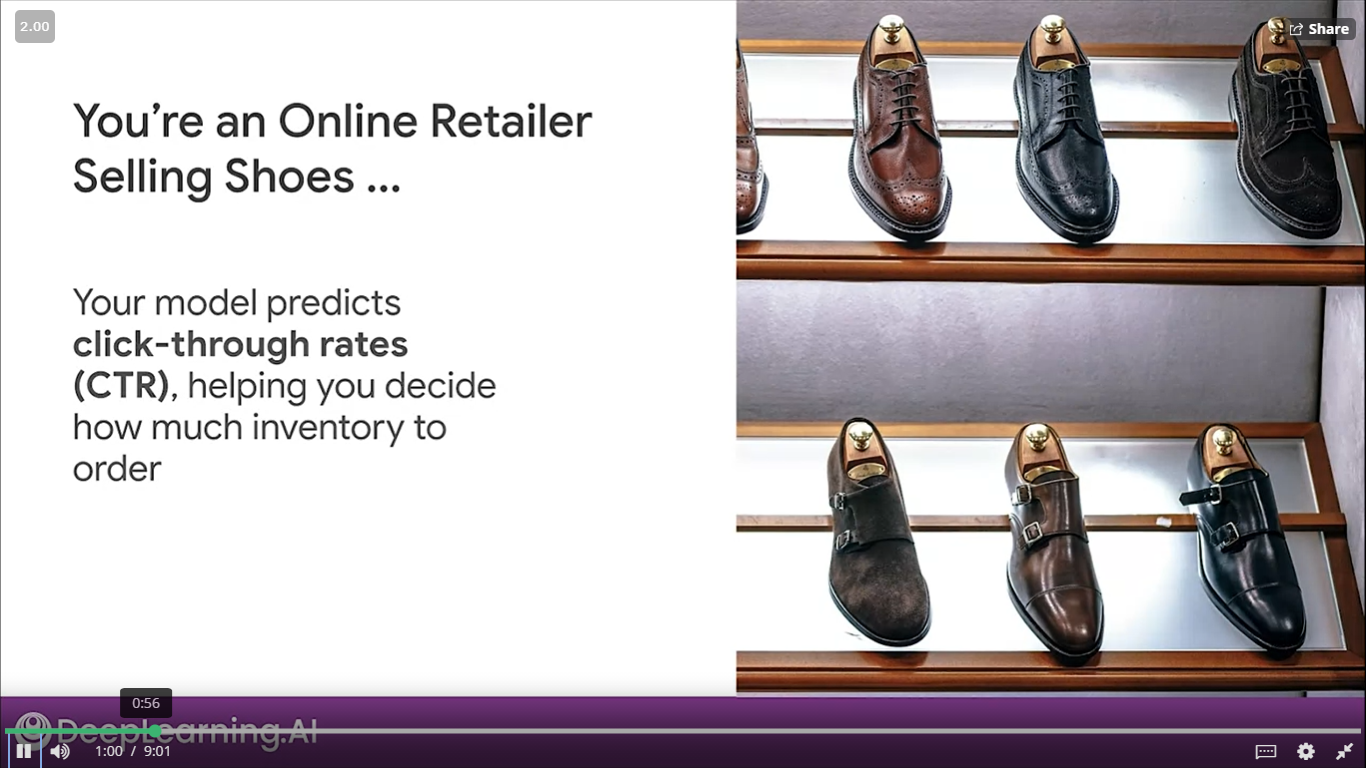 2.00
Share
You’re an Online Retailer
Selling Shoes ...
Your model predicts
click-through rates
(CTR), helping you decide
how much inventory to
order
0:56
DeepLearning.AI
1:00 / 9:01